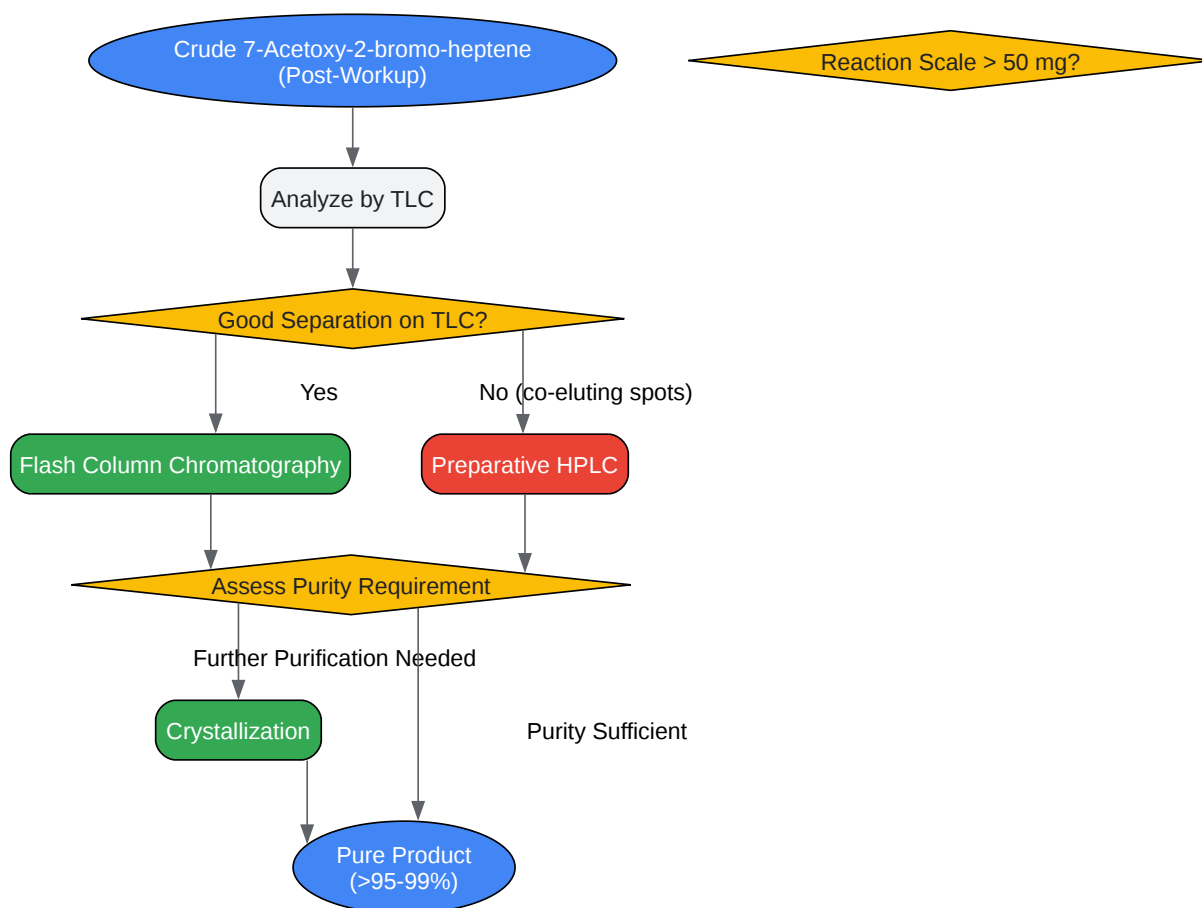 Crude 7-Acetoxy-2-bromo-heptene
(Post-Workup)
Reaction Scale > 50 mg?
Analyze by TLC
Good Separation on TLC?
Yes
No (co-eluting spots)
Flash Column Chromatography
Preparative HPLC
Assess Purity Requirement
Further Purification Needed
Crystallization
Purity Sufficient
Pure Product
(>95-99%)